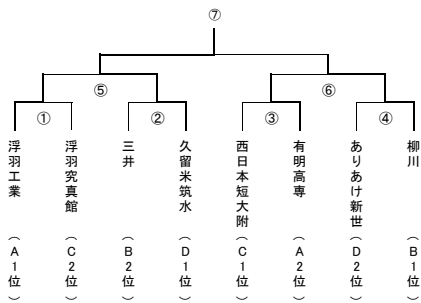 ⑦
⑤
⑥
①
②
③
④
浮羽工業（A1位）
浮羽究真館（C2位）
三井（B2位）
久留米筑水（D1位）
西日本短大附（C1位）
有明高専（A2位）
ありあけ新世（D2位）
柳川（B1位）